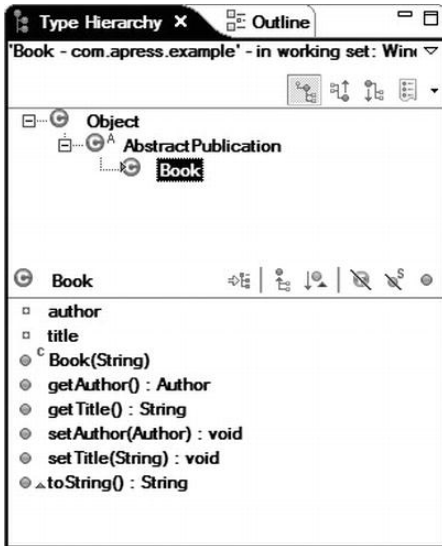 Type Hierarchy Outline
'Book - com.apress.example' - in working set: Win
Object
A AbstractPublication
Book
Book
author
title
C Book(String)
getAuthor() : Author
getTitle() : String
setAuthor(Author) : void
setTitle(String) : void
toString() : String